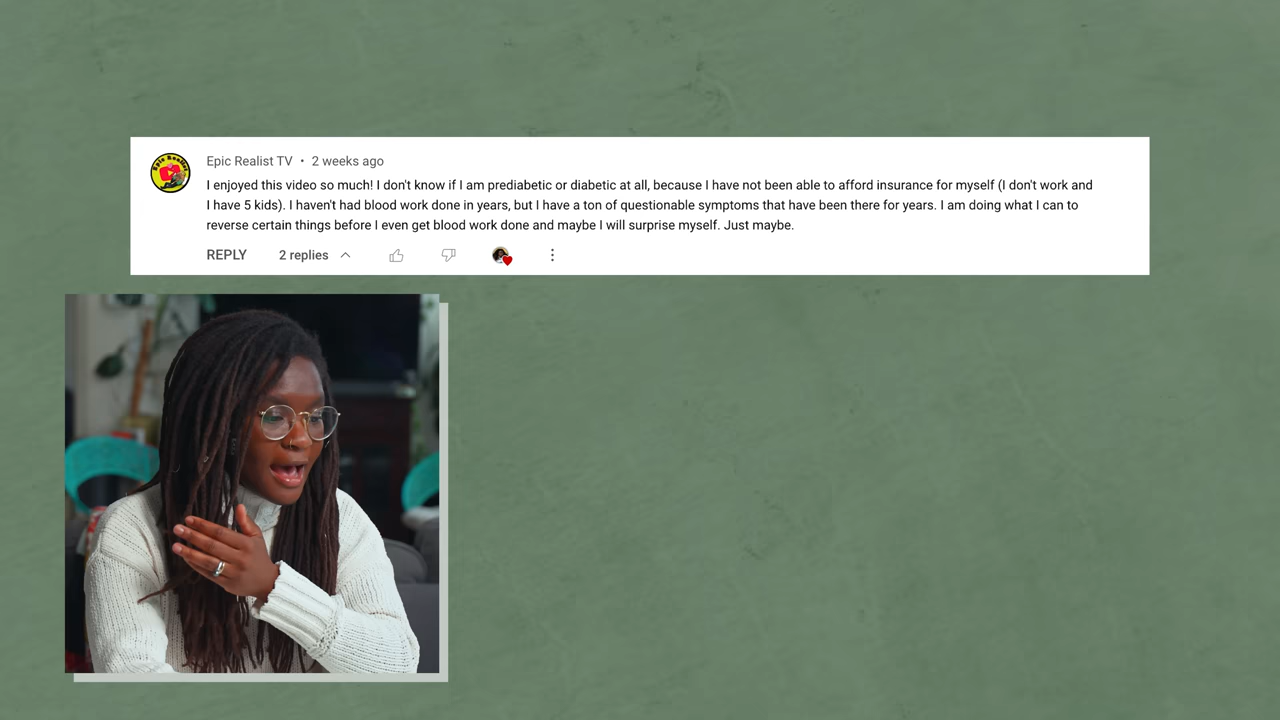 Epic Realist TV • 2 weeks ago
I enjoyed this video so much! I don't know if I am prediabetic or diabetic at all, because I have not been able to afford insurance for myself (I don't work and
I have 5 kids). I haven't had blood work done in years, but I have a ton of questionable symptoms that have been there for years. I am doing what I can to
reverse certain things before I even get blood work done and maybe I will surprise myself. Just maybe.
REPLY 2 replies